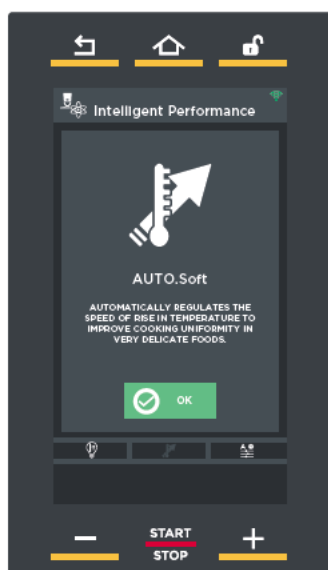 Intelligent Performance
AUTO.Soft
AUTOMATICALLY REGULATES THE
SPEED OF RISE IN TEMPERATURE TO
IMPROVE COOKING UNIFORMITY IN
VERY DELICATE FOODS.
OK
START
STOP